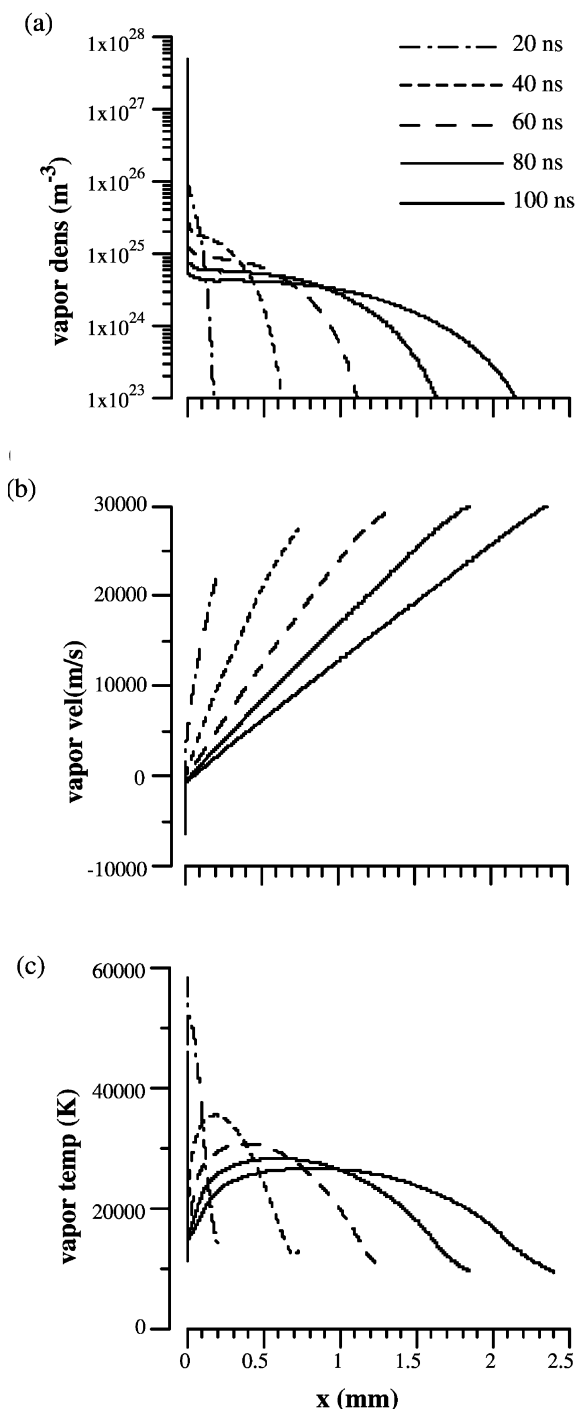 (a)
1x10^28
1x10^27
1x10^26
1x10^25
1x10^24
1x10^23
vapor dens (m^-3)
20 ns
40 ns
60 ns
80 ns
100 ns
(b)
30000
20000
10000
0
-10000
vapor vel(m/s)
(c)
60000
40000
20000
0
vapor temp (K)
0 0.5 1 1.5 2 2.5
x (mm)